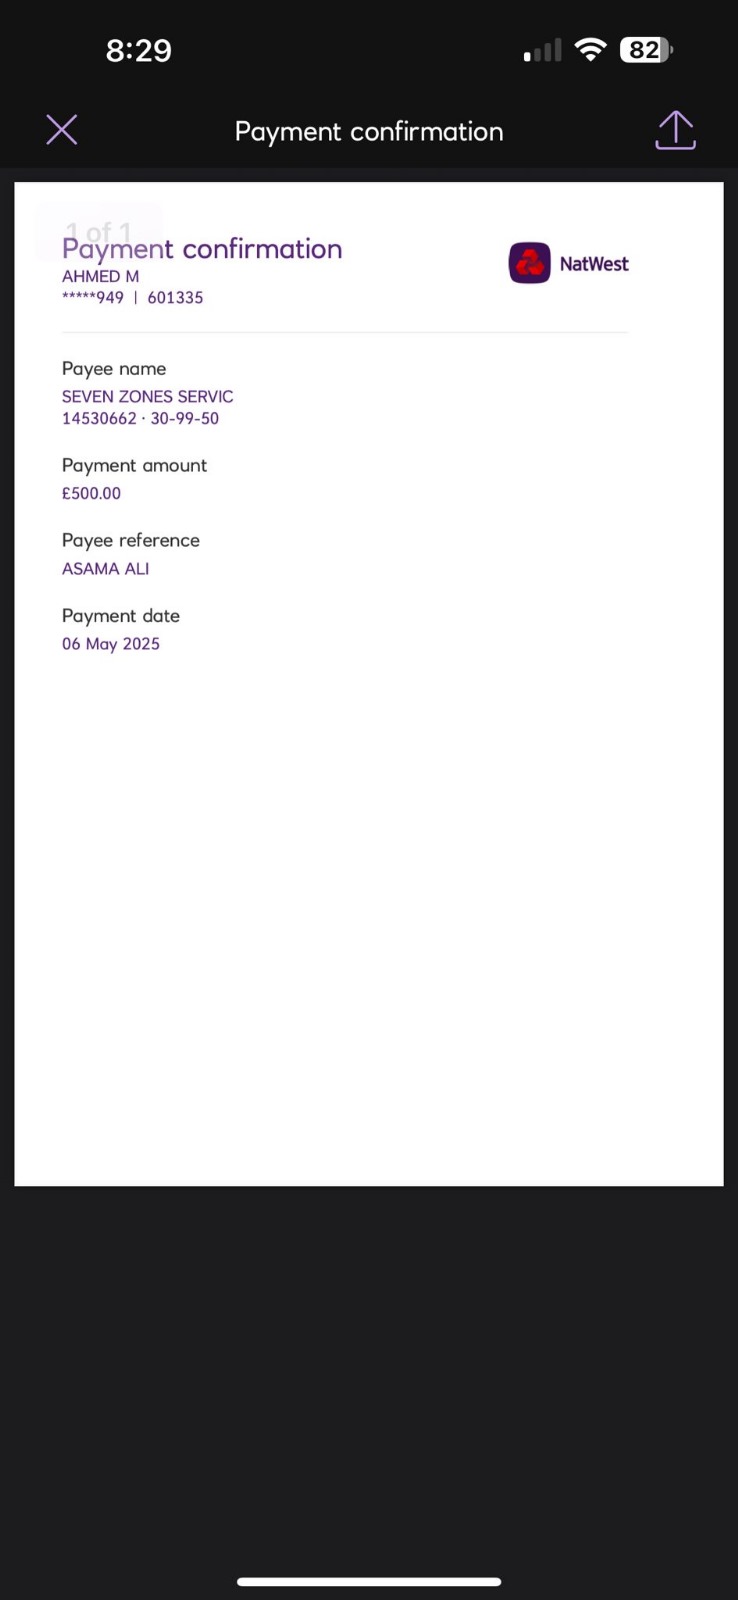 8:29
82
Payment confirmation
1 of 1
Payment confirmation
NatWest
AHMED M
*****949 | 601335
Payee name
SEVEN ZONES SERVIC
14530662 · 30-99-50
Payment amount
£500.00
Payee reference
ASAMA ALI
Payment date
06 May 2025